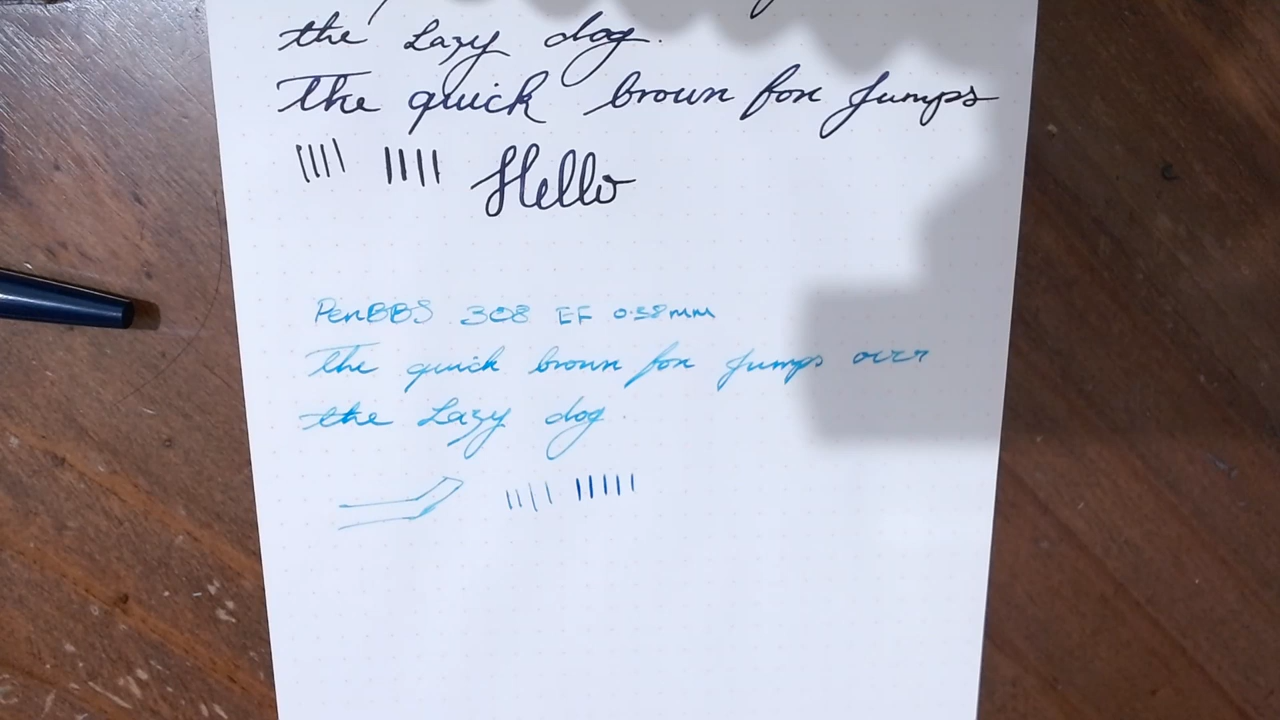 the Lazy dog.
The quick brown fox Jumps
Hello
PenBBS 308 EF 0.38mm
The quick brown fox Jumps over
the Lazy dog.